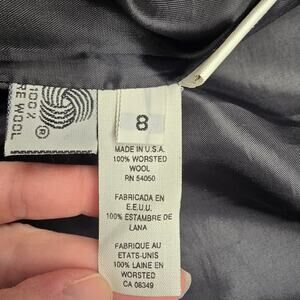 100%
RE WOOL
®
8
MADE IN U.S.A.
100% WORSTED
WOOL
RN 54050
FABRICADA EN
E.E.U.U.
100% ESTAMBRE DE
LANA
FABRIQUE AU
ETATS-UNIS
100% LAINE EN
WORSTED
CA 08349